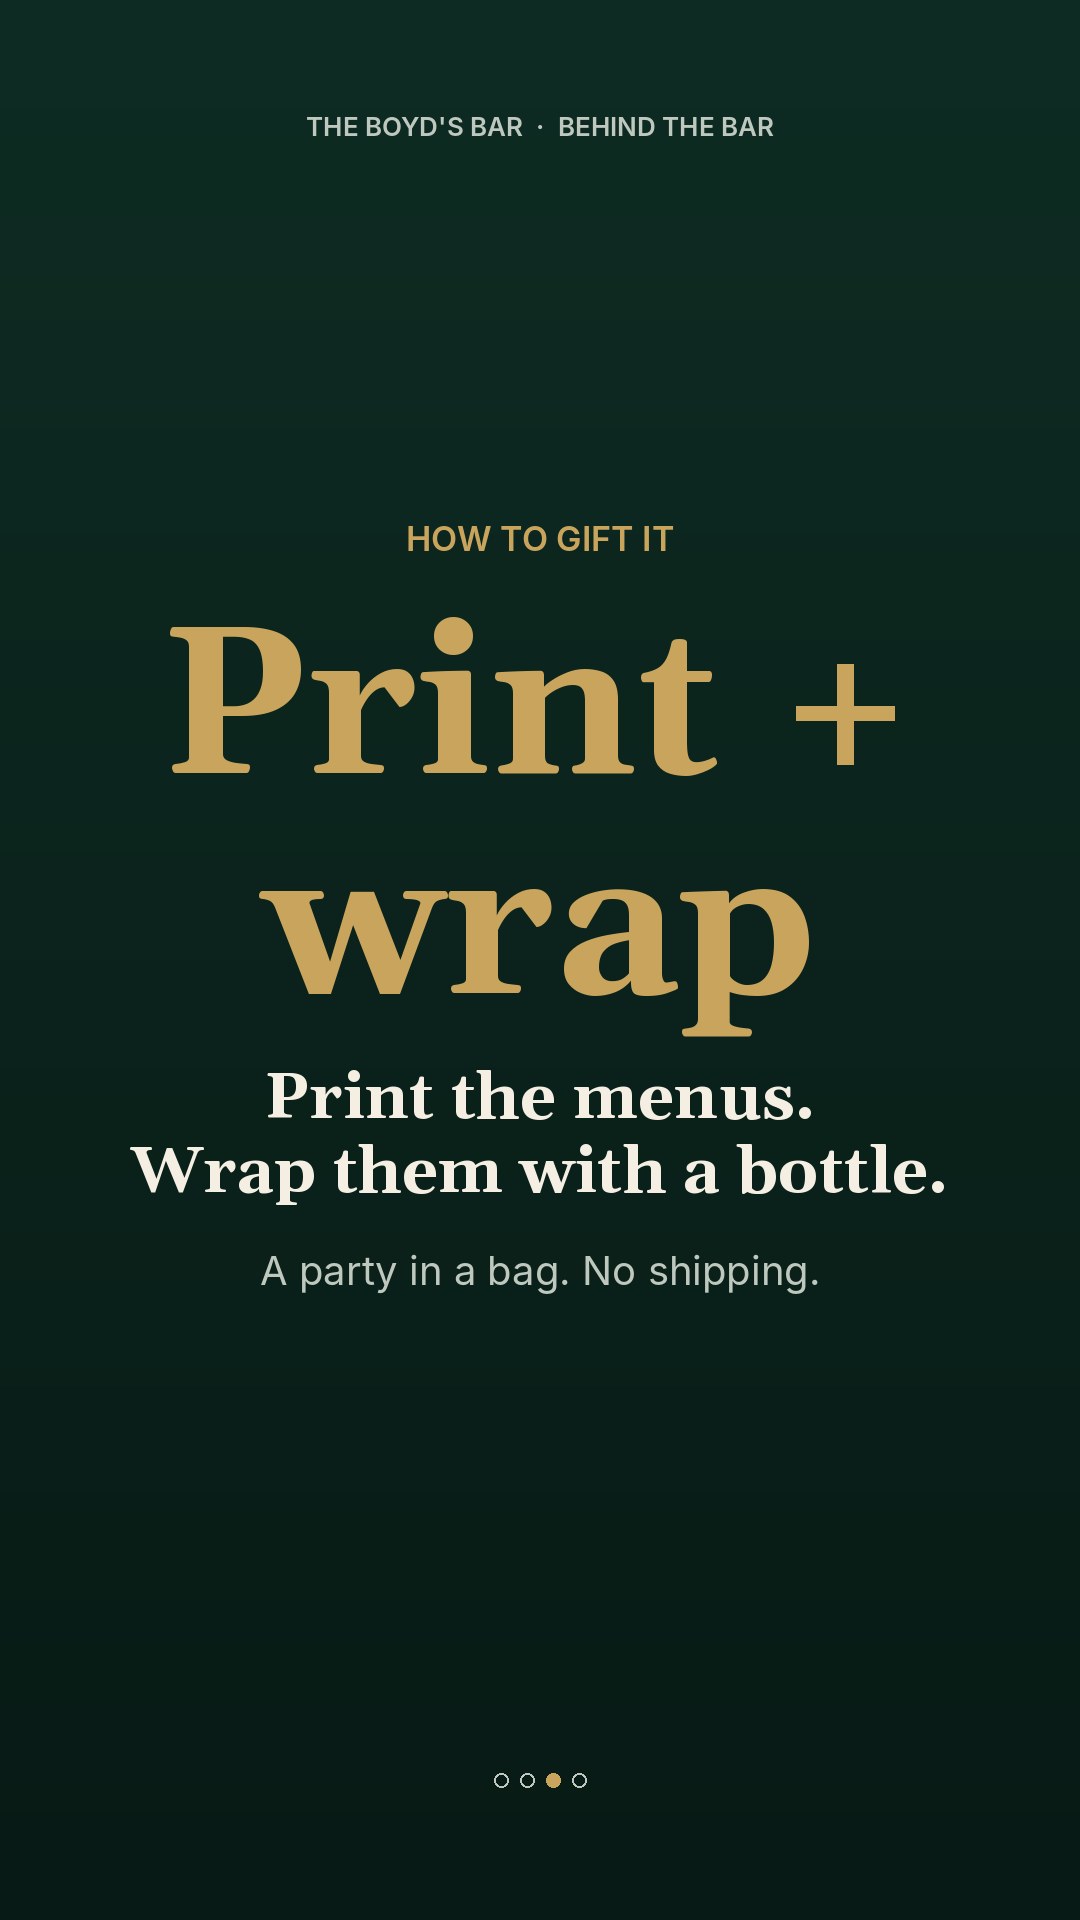 THE BOYD'S BAR · BEHIND THE BAR
HOW TO GIFT IT
Print +
wrap
Print the menus.
Wrap them with a bottle.
A party in a bag. No shipping.